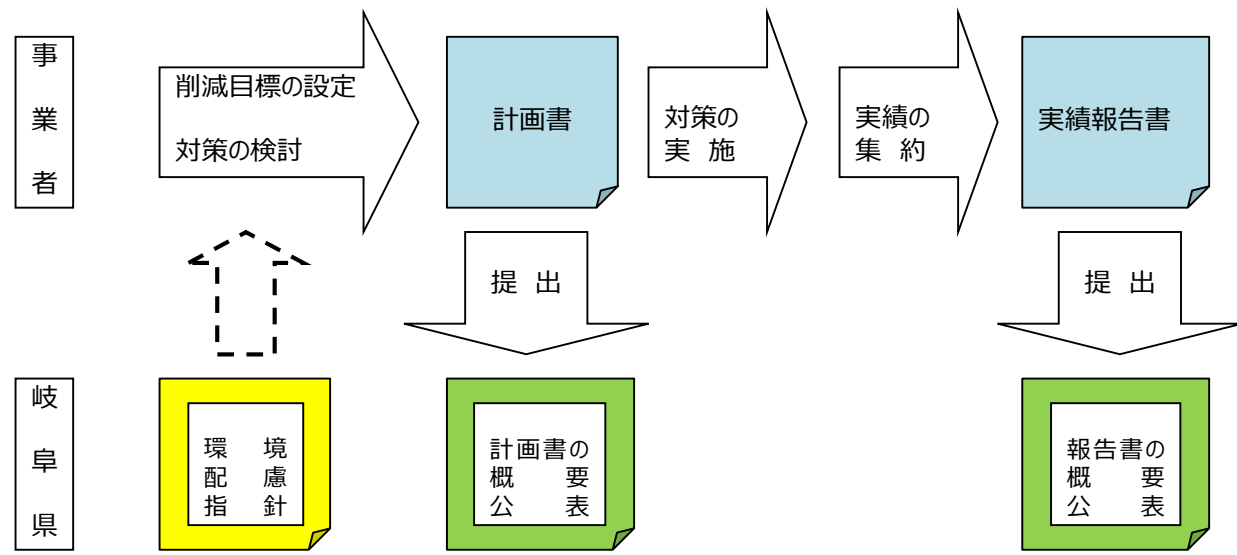 事業者
削減目標の設定
対策の検討
計画書
対策の
実施
実績の
集約
実績報告書
提出
提出
岐阜県
環境
配慮
指針
計画書の
概要
公表
報告書の
概要
公表